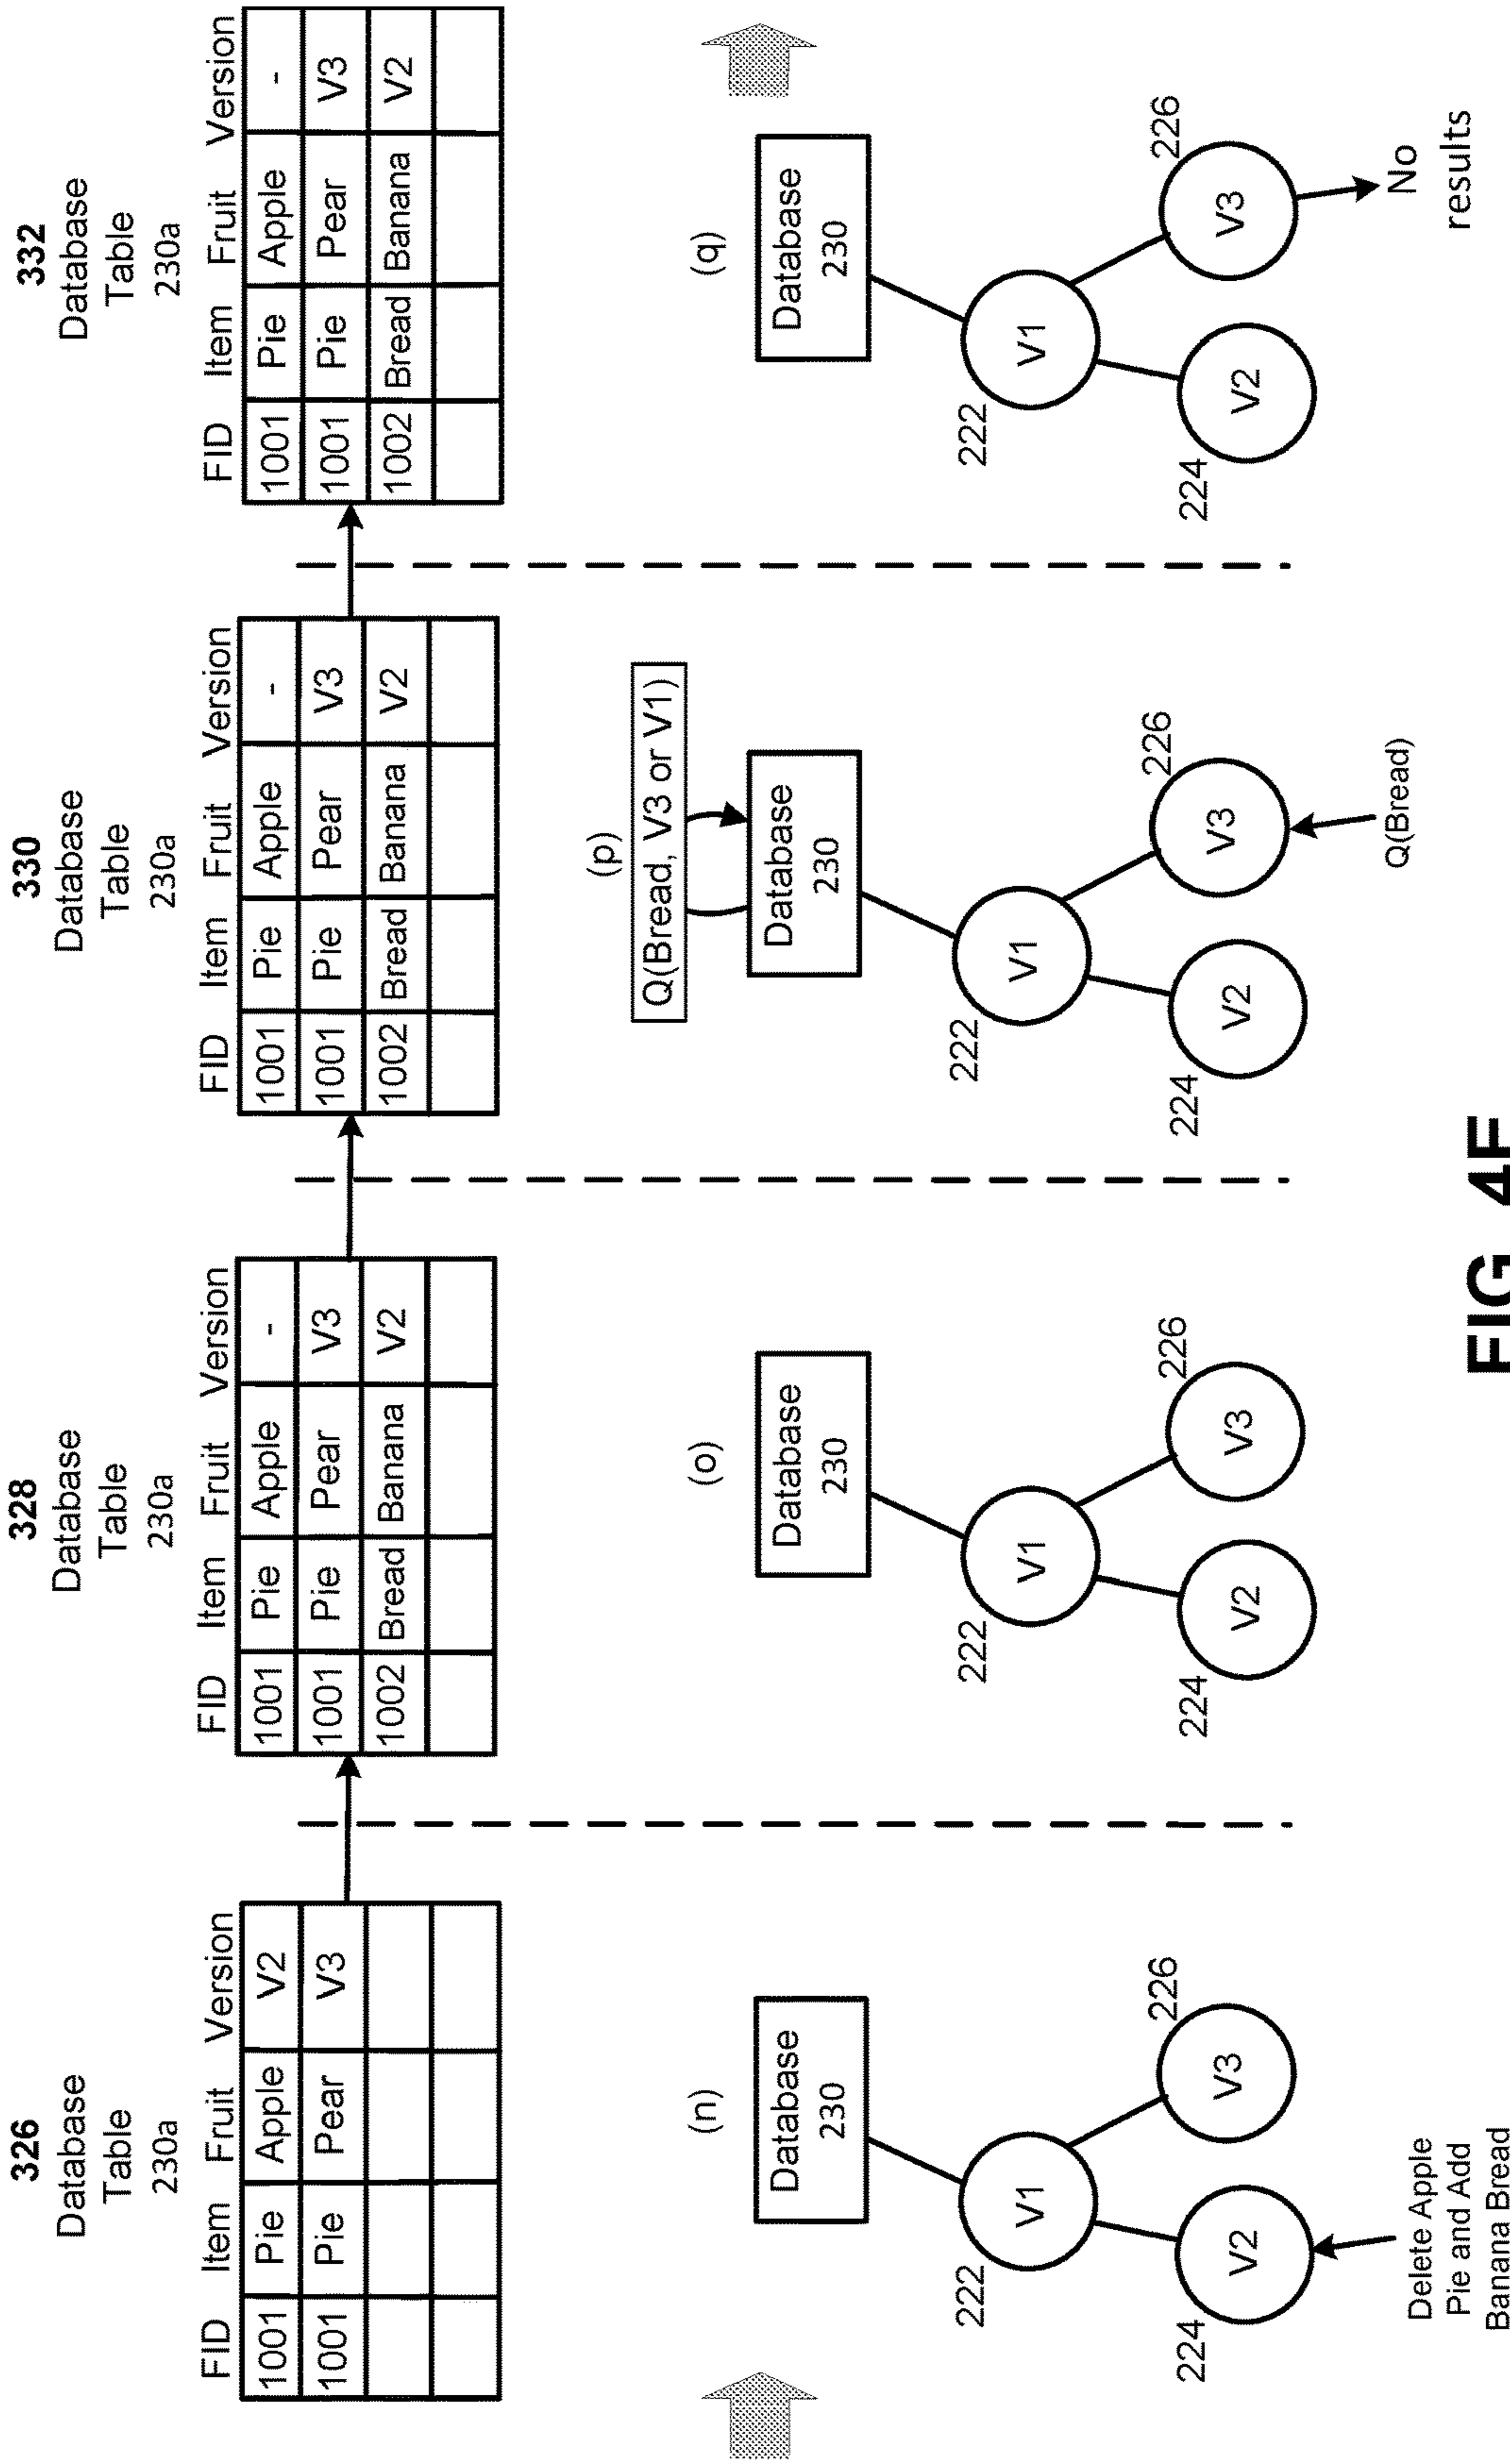 326
Database
Table
230a
FID Item Fruit Version
1001 Pie Apple V2
1001 Pie Pear V3
(n)
Database
230
222
V1
224
V2
226
V3
Delete Apple
Pie and Add
Banana Bread
328
Database
Table
230a
FID Item Fruit Version
1001 Pie Apple -
1001 Pie Pear V3
1002 Bread Banana V2
(o)
Database
230
222
V1
224
V2
226
V3
330
Database
Table
230a
FID Item Fruit Version
1001 Pie Apple -
1001 Pie Pear V3
1002 Bread Banana V2
(p)
Q(Bread, V3 or V1)
Database
230
222
V1
224
V2
226
V3
Q(Bread)
332
Database
Table
230a
FID Item Fruit Version
1001 Pie Apple -
1001 Pie Pear V3
1002 Bread Banana V2
(q)
Database
230
222
V1
224
V2
226
V3
No
results
FIG.